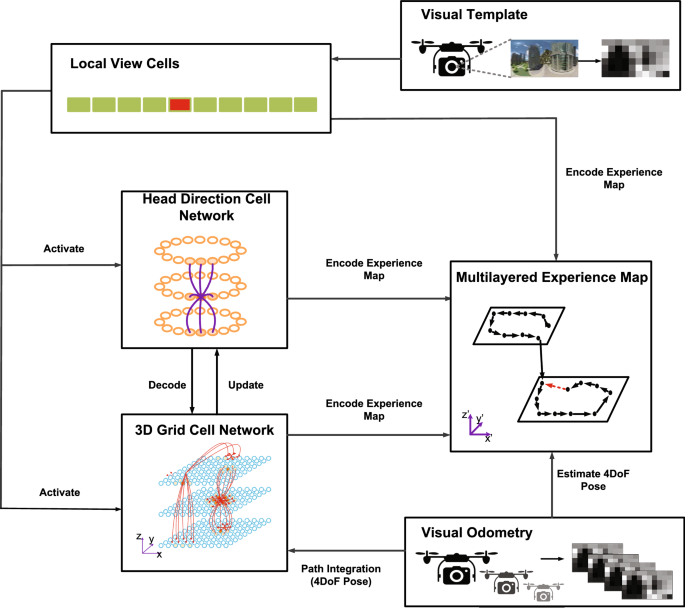 Visual Template
Local View Cells
Encode Experience
Map
Head Direction Cell
Network
Activate
Encode Experience
Map
Multilayered Experience Map
Decode
Update
Encode Experience
Map
z'
y'
x'
3D Grid Cell Network
Activate
z
y
x
Estimate 4DoF
Pose
Visual Odometry
Path Integration
(4DoF Pose)